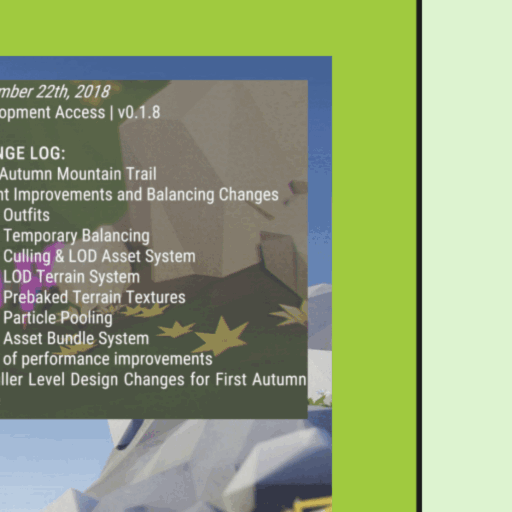 mber 22th, 2018
opment Access | v0.1.8
NGE LOG:
Autumn Mountain Trail
nt Improvements and Balancing Changes
Outfits
Temporary Balancing
Culling & LOD Asset System
LOD Terrain System
Prebaked Terrain Textures
Particle Pooling
Asset Bundle System
of performance improvements
ller Level Design Changes for First Autumn